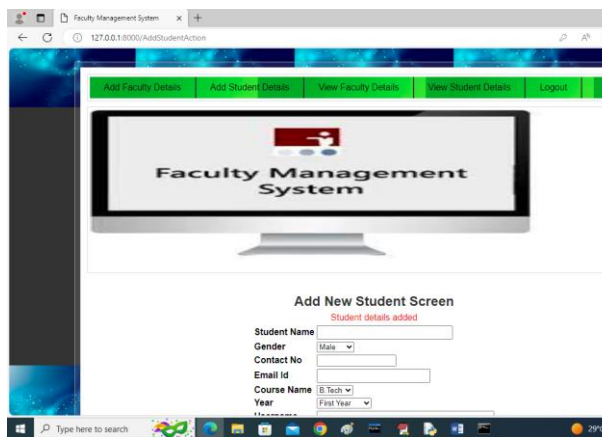 Faculty Management System
127.0.0.1:8000/AddStudentAction
Add Faculty Details Add Student Details View Faculty Details View Student Details Logout
Faculty Management
System
Add New Student Screen
Student details added
Student Name
Gender Male
Contact No
Email Id
Course Name B.Tech
Year First Year
Username
Type here to search 29°